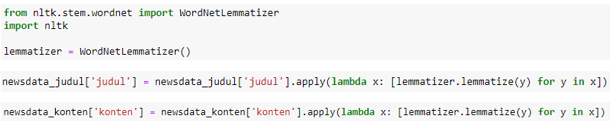 from nltk.stem.wordnet import WordNetLemmatizer
import nltk
lemmatizer = WordNetLemmatizer()
newsdata_judul['judul'] = newsdata_judul['judul'].apply(lambda x: [lemmatizer.lemmatize(y) for y in x])
newsdata_konten['konten'] = newsdata_konten['konten'].apply(lambda x: [lemmatizer.lemmatize(y) for y in x])